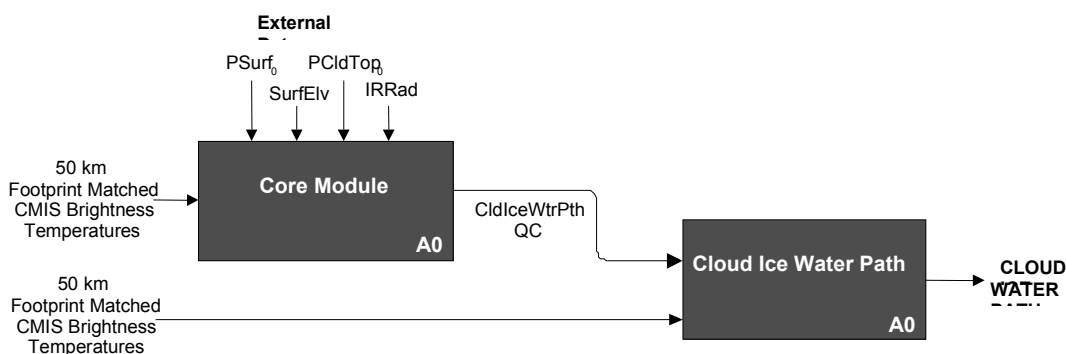 External
PSurf₀
PCldTop₀
SurfElv
IRRad
50 km
Footprint Matched
CMIS Brightness
Temperatures
Core Module
A0
CldIceWtrPth
QC
Cloud Ice Water Path
A0
CLOUD
WATER
50 km
Footprint Matched
CMIS Brightness
Temperatures